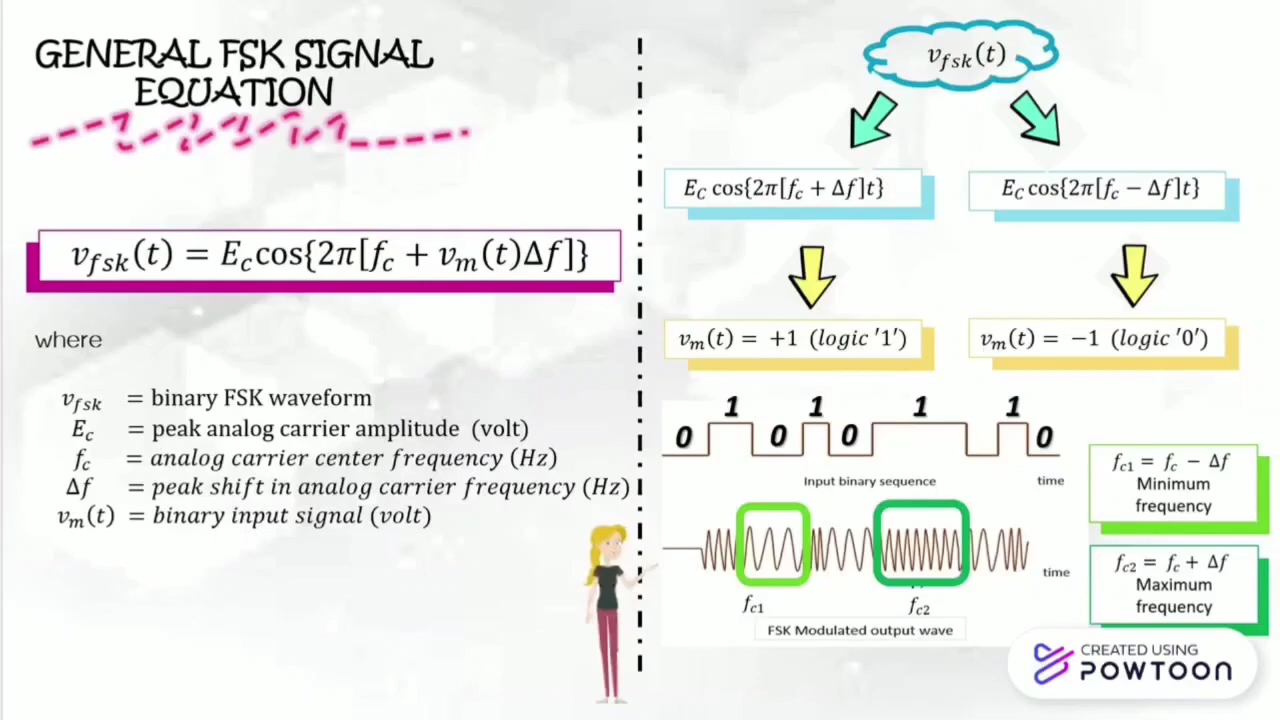 GENERAL FSK SIGNAL
EQUATION
v_fsk(t) = E_c cos{2π[f_c + v_m(t)Δf]}
where
v_fsk = binary FSK waveform
E_c = peak analog carrier amplitude (volt)
f_c = analog carrier center frequency (Hz)
Δf = peak shift in analog carrier frequency (Hz)
v_m(t) = binary input signal (volt)
v_fsk(t)
E_C cos{2π[f_c + Δf]t}
E_C cos{2π[f_c − Δf]t}
v_m(t) = +1 (logic '1')
v_m(t) = −1 (logic '0')
0 1 0 1 0 1 1 0
Input binary sequence
time
time
f_c1
f_c2
FSK Modulated output wave
f_c1 = f_c − Δf
Minimum
frequency
f_c2 = f_c + Δf
Maximum
frequency
CREATED USING
POWTOON